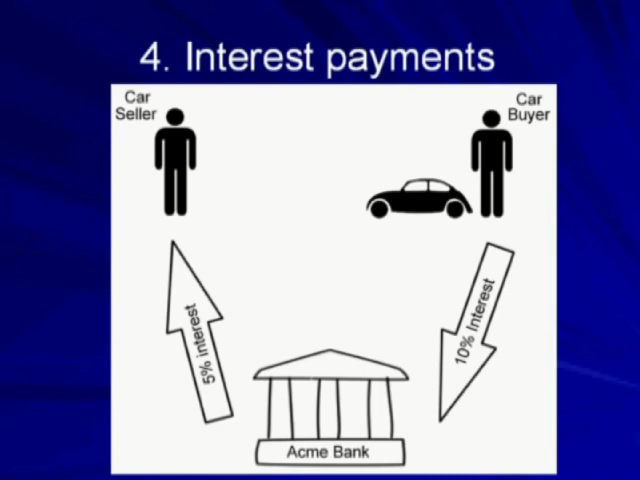 4. Interest payments
Car
Seller
Car
Buyer
5% interest
10% Interest
Acme Bank